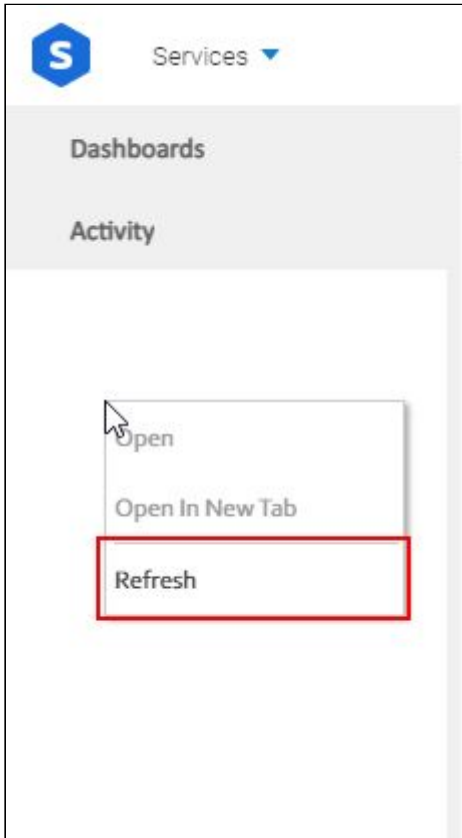 S
Services
Dashboards
Activity
Open
Open In New Tab
Refresh